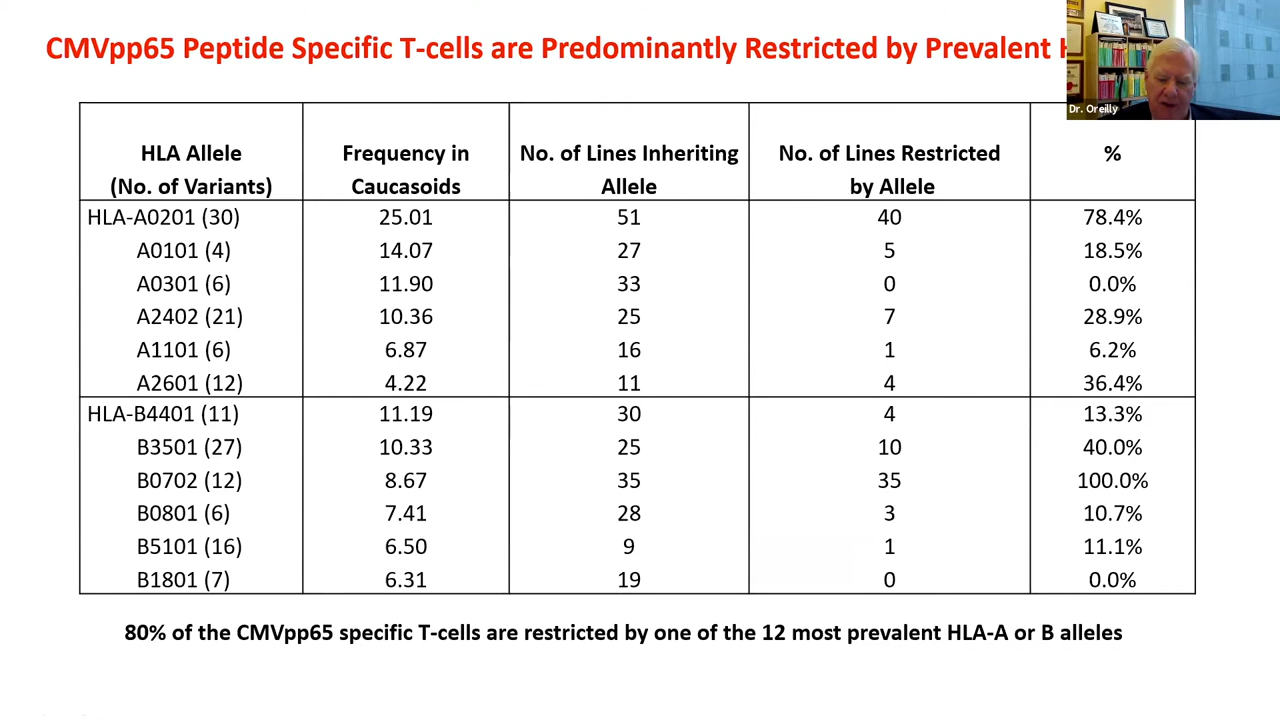 CMVpp65 Peptide Specific T-cells are Predominantly Restricted by Prevalent
Dr. Oreilly
HLA Allele (No. of Variants) Frequency in Caucasoids No. of Lines Inheriting Allele No. of Lines Restricted by Allele %
HLA-A0201 (30) 25.01 51 40 78.4%
A0101 (4) 14.07 27 5 18.5%
A0301 (6) 11.90 33 0 0.0%
A2402 (21) 10.36 25 7 28.9%
A1101 (6) 6.87 16 1 6.2%
A2601 (12) 4.22 11 4 36.4%
HLA-B4401 (11) 11.19 30 4 13.3%
B3501 (27) 10.33 25 10 40.0%
B0702 (12) 8.67 35 35 100.0%
B0801 (6) 7.41 28 3 10.7%
B5101 (16) 6.50 9 1 11.1%
B1801 (7) 6.31 19 0 0.0%
80% of the CMVpp65 specific T-cells are restricted by one of the 12 most prevalent HLA-A or B alleles